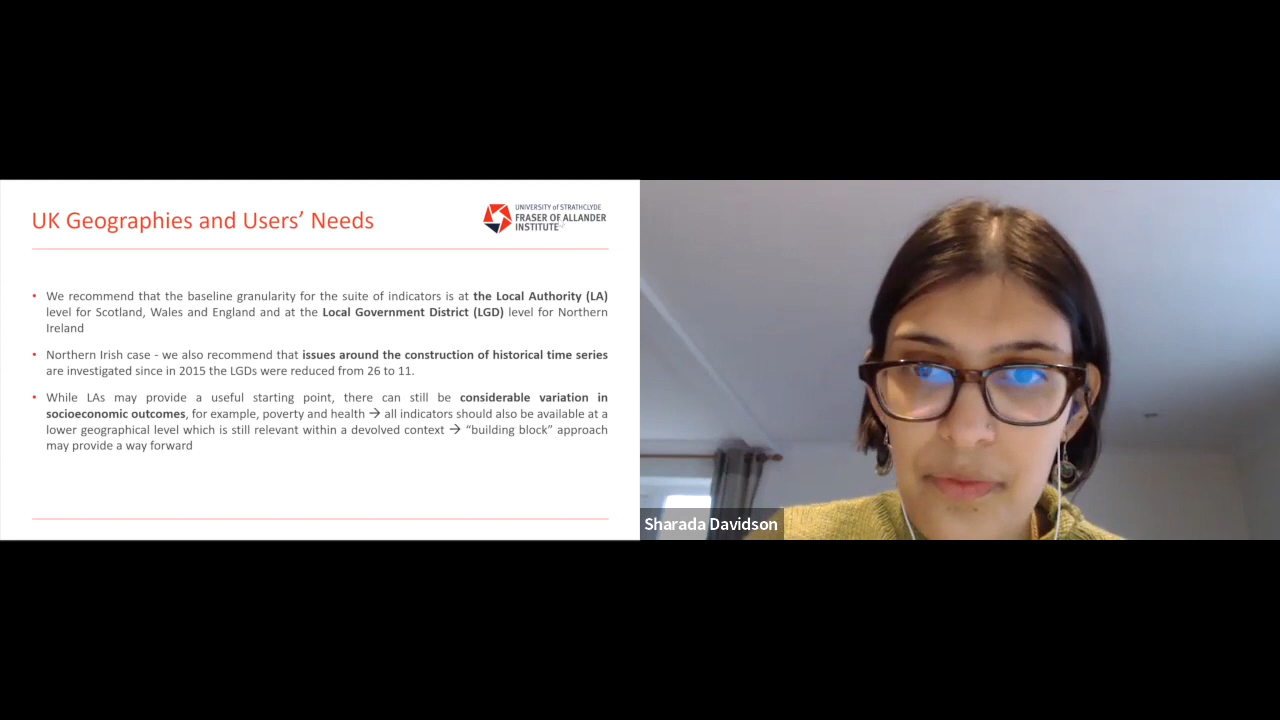 UK Geographies and Users’ Needs
UNIVERSITY of STRATHCLYDE
FRASER OF ALLANDER
INSTITUTE
• We recommend that the baseline granularity for the suite of indicators is at the Local Authority (LA)
level for Scotland, Wales and England and at the Local Government District (LGD) level for Northern
Ireland
• Northern Irish case - we also recommend that issues around the construction of historical time series
are investigated since in 2015 the LGDs were reduced from 26 to 11.
• While LAs may provide a useful starting point, there can still be considerable variation in
socioeconomic outcomes, for example, poverty and health → all indicators should also be available at a
lower geographical level which is still relevant within a devolved context → “building block” approach
may provide a way forward
Sharada Davidson